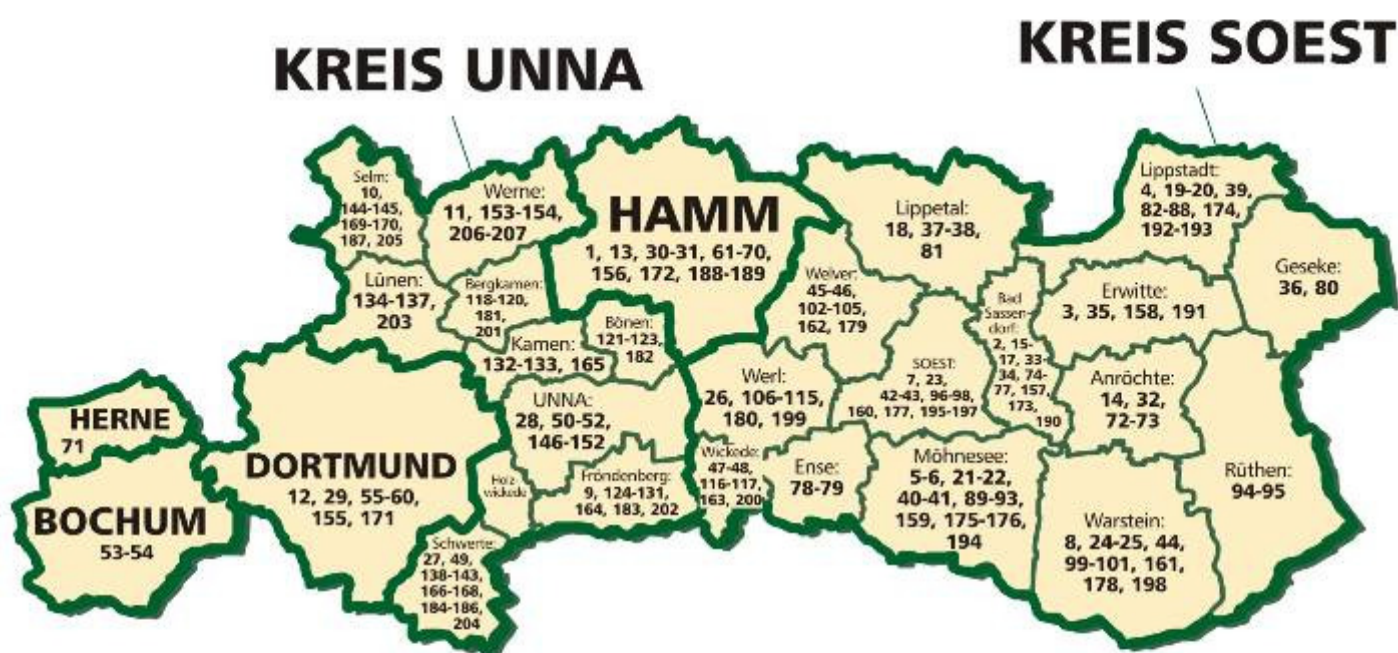 KREIS UNNA
KREIS SOEST
Selm:
10,
144-145,
169-170,
187, 205
Werne:
11, 153-154,
206-207
HAMM
1, 13, 30-31, 61-70,
156, 172, 188-189
Lippetal:
18, 37-38,
81
Lippstadt:
4, 19-20, 39,
82-88, 174,
192-193
Geseke:
36, 80
Lünen:
134-137,
203
Bergkamen:
118-120,
181,
201
Bönen:
121-123,
182
Kamen:
132-133, 165
Welver:
45-46,
102-105,
162, 179
Bad
Sassen-
dorf:
2, 15-
17, 33-
34, 74-
77, 157,
173,
190
Erwitte:
3, 35, 158, 191
SOEST:
7, 23,
42-43, 96-98,
160, 177, 195-197
Anröchte:
14, 32,
72-73
Werl:
26, 106-115,
180, 199
UNNA:
28, 50-52,
146-152
HERNE
71
BOCHUM
53-54
DORTMUND
12, 29, 55-60,
155, 171
Holz-
wickede
Fröndenberg:
9, 124-131,
164, 183, 202
Wickede:
47-48,
116-117,
163, 200
Ense:
78-79
Möhnesee:
5-6, 21-22,
40-41, 89-93,
159, 175-176,
194
Rüthen:
94-95
Warstein:
8, 24-25, 44,
99-101, 161,
178, 198
Schwerte:
27, 49,
138-143,
166-168,
184-186,
204